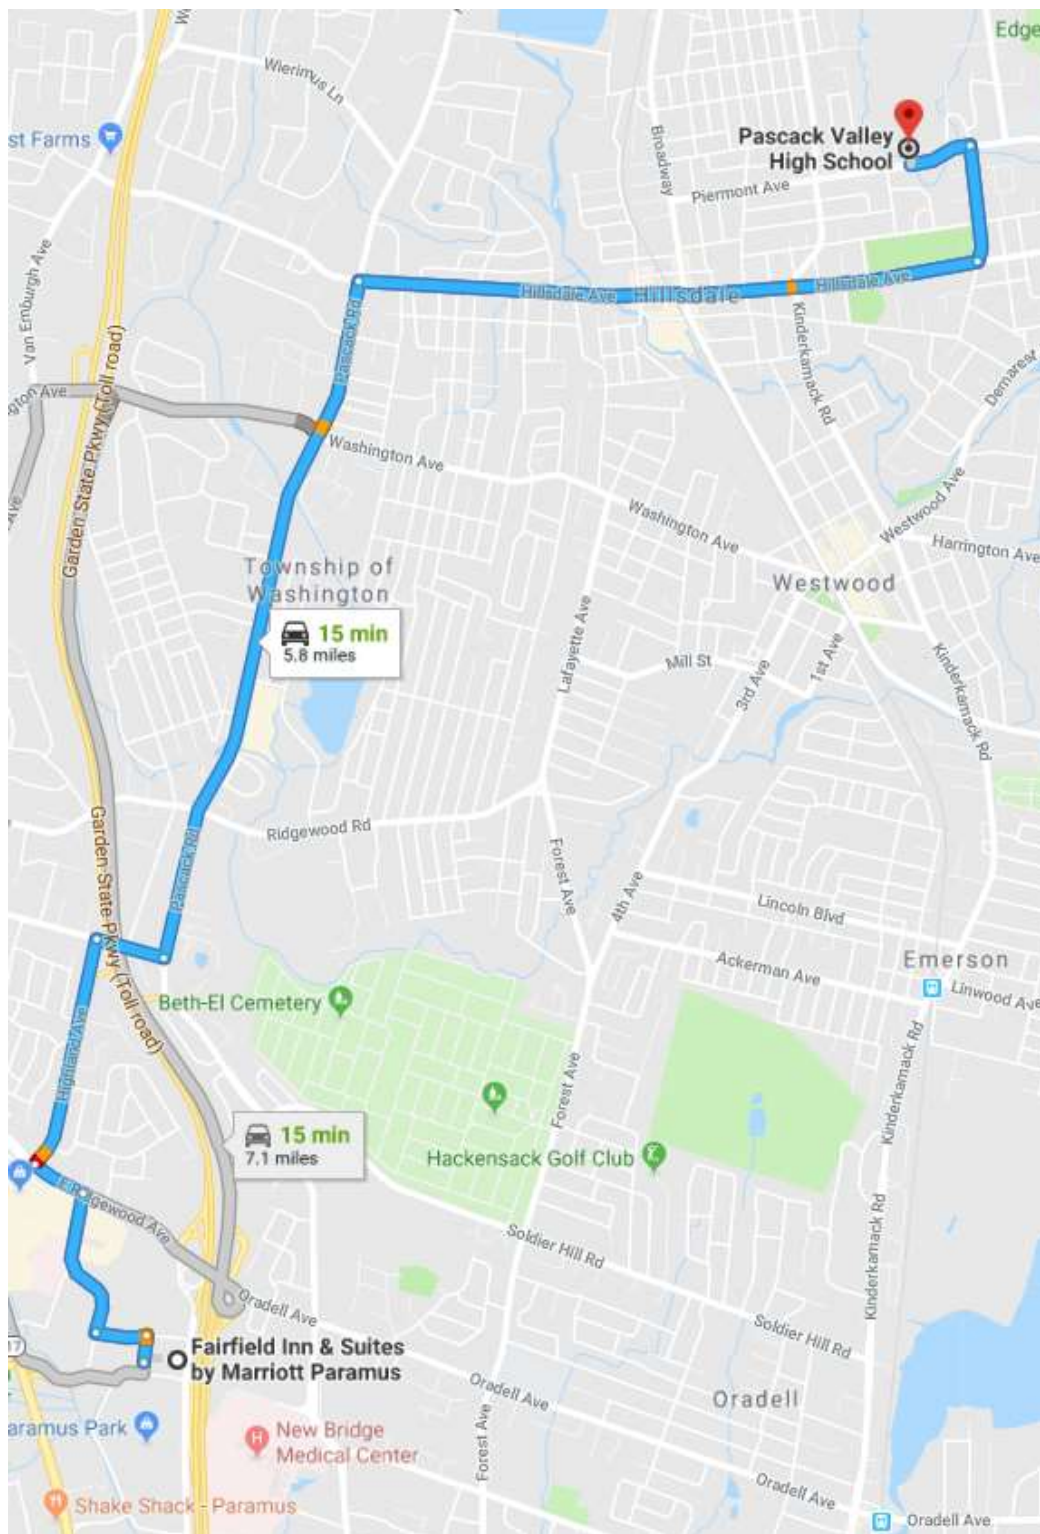 Edge
Wierimus Ln
st Farms
Pascack Valley
High School
Broadway
Piermont Ave
Van Emburgh Ave
Hillsdale Ave
Hillsdale
Hillsdale Ave
Kinderkamack Rd
Pascack Rd
Garden State Pkwy (Toll road)
gton Ave
Demarest
Washington Ave
Washington Ave
Westwood Ave
Harrington Ave
Ave
Township of
Washington
Westwood
15 min
5.8 miles
Lafayette Ave
Mill St
3rd Ave
1st Ave
Kinderkamack Rd
Ridgewood Rd
Pascack Rd
Garden State Pkwy (Toll road)
Forest Ave
4th Ave
Lincoln Blvd
Ackerman Ave
Emerson
Linwood Ave
Beth-El Cemetery
Highland Ave
Forest Ave
Kinderkamack Rd
15 min
7.1 miles
Hackensack Golf Club
E Ridgewood Ave
Kinderkamack Rd
Soldier Hill Rd
Oradell Ave
Soldier Hill Rd
17
Fairfield Inn & Suites
by Marriott Paramus
Oradell Ave
Oradell
aramus Park
New Bridge
Medical Center
H
Forest Ave
Oradell Ave
Shake Shack - Paramus
Oradell Ave